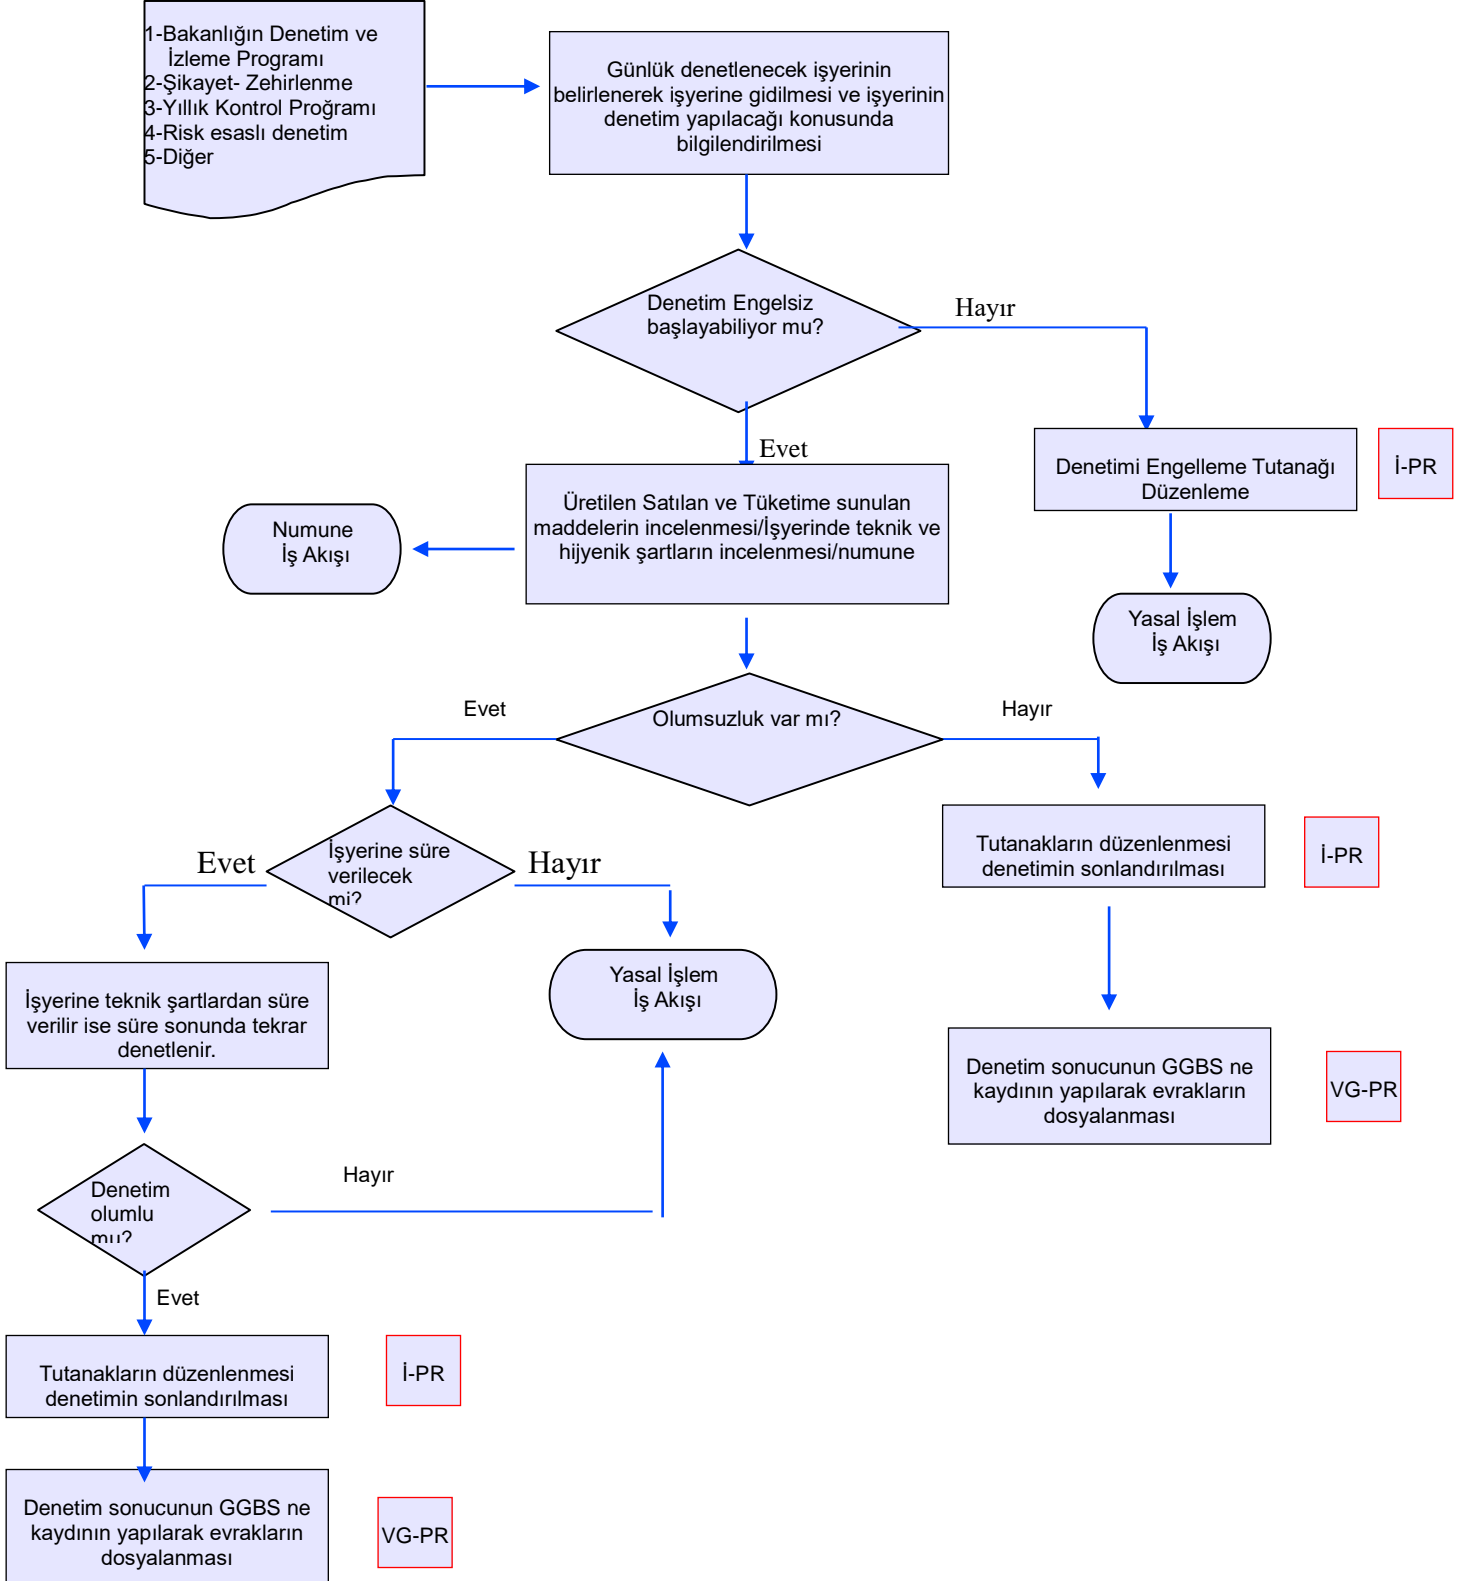 1-Bakanlığın Denetim ve
İzleme Programı
2-Şikayet- Zehirlenme
3-Yıllık Kontrol Proğramı
4-Risk esaslı denetim
5-Diğer
Günlük denetlenecek işyerinin
belirlenerek işyerine gidilmesi ve işyerinin
denetim yapılacağı konusunda
bilgilendirilmesi
Denetim Engelsiz
başlayabiliyor mu?
Hayır
Evet
Denetimi Engelleme Tutanağı
Düzenleme
İ-PR
Üretilen Satılan ve Tüketime sunulan
maddelerin incelenmesi/İşyerinde teknik ve
hijyenik şartların incelenmesi/numune
Numune
İş Akışı
Yasal İşlem
İş Akışı
Evet
Olumsuzluk var mı?
Hayır
Evet
İşyerine süre
verilecek
mi?
Hayır
Tutanakların düzenlenmesi
denetimin sonlandırılması
İ-PR
Yasal İşlem
İş Akışı
İşyerine teknik şartlardan süre
verilir ise süre sonunda tekrar
denetlenir.
Denetim sonucunun GGBS ne
kaydının yapılarak evrakların
dosyalanması
VG-PR
Denetim
olumlu
mu?
Hayır
Evet
Tutanakların düzenlenmesi
denetimin sonlandırılması
İ-PR
Denetim sonucunun GGBS ne
kaydının yapılarak evrakların
dosyalanması
VG-PR